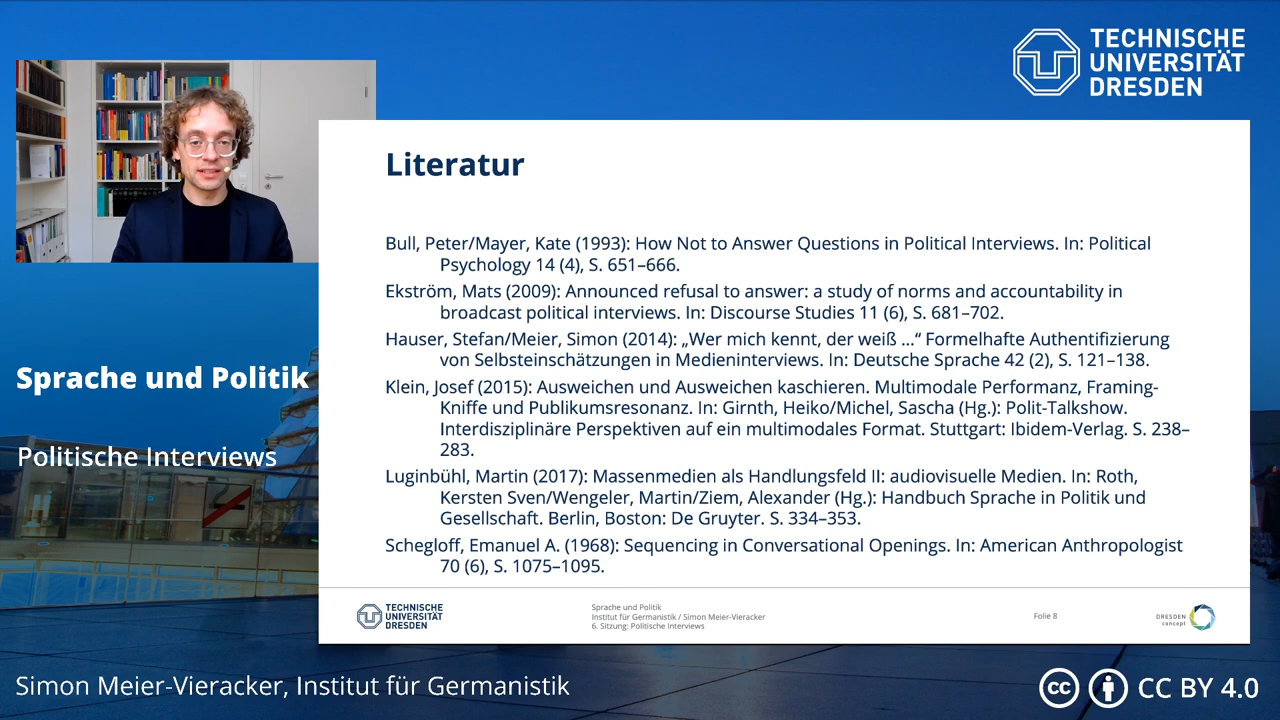 TECHNISCHE
UNIVERSITÄT
DRESDEN
Literatur
Bull, Peter/Mayer, Kate (1993): How Not to Answer Questions in Political Interviews. In: Political
Psychology 14 (4), S. 651–666.
Ekström, Mats (2009): Announced refusal to answer: a study of norms and accountability in
broadcast political interviews. In: Discourse Studies 11 (6), S. 681–702.
Hauser, Stefan/Meier, Simon (2014): „Wer mich kennt, der weiß ...“ Formelhafte Authentifizierung
von Selbsteinschätzungen in Medieninterviews. In: Deutsche Sprache 42 (2), S. 121–138.
Klein, Josef (2015): Ausweichen und Ausweichen kaschieren. Multimodale Performanz, Framing-
Kniffe und Publikumsresonanz. In: Girnth, Heiko/Michel, Sascha (Hg.): Polit-Talkshow.
Interdisziplinäre Perspektiven auf ein multimodales Format. Stuttgart: Ibidem-Verlag. S. 238–
283.
Luginbühl, Martin (2017): Massenmedien als Handlungsfeld II: audiovisuelle Medien. In: Roth,
Kersten Sven/Wengeler, Martin/Ziem, Alexander (Hg.): Handbuch Sprache in Politik und
Gesellschaft. Berlin, Boston: De Gruyter. S. 334–353.
Schegloff, Emanuel A. (1968): Sequencing in Conversational Openings. In: American Anthropologist
70 (6), S. 1075–1095.
TECHNISCHE
UNIVERSITÄT
DRESDEN
Sprache und Politik
Institut für Germanistik / Simon Meier-Vieracker
6. Sitzung: Politische Interviews
Folie 8
DRESDEN
concept
Sprache und Politik
Politische Interviews
Simon Meier-Vieracker, Institut für Germanistik
cc
CC BY 4.0